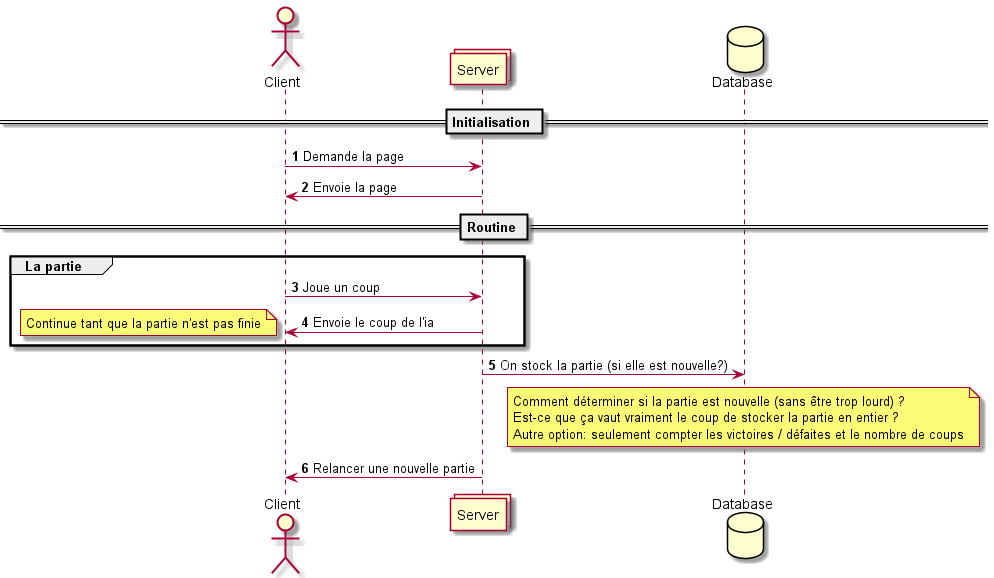 Client
Server
Database
Initialisation
1 Demande la page
2 Envoie la page
Routine
La partie
3 Joue un coup
Continue tant que la partie n'est pas finie
4 Envoie le coup de l'ia
5 On stock la partie (si elle est nouvelle?)
Comment déterminer si la partie est nouvelle (sans être trop lourd) ?
Est-ce que ça vaut vraiment le coup de stocker la partie en entier ?
Autre option: seulement compter les victoires / défaites et le nombre de coups
6 Relancer une nouvelle partie
Client
Server
Database